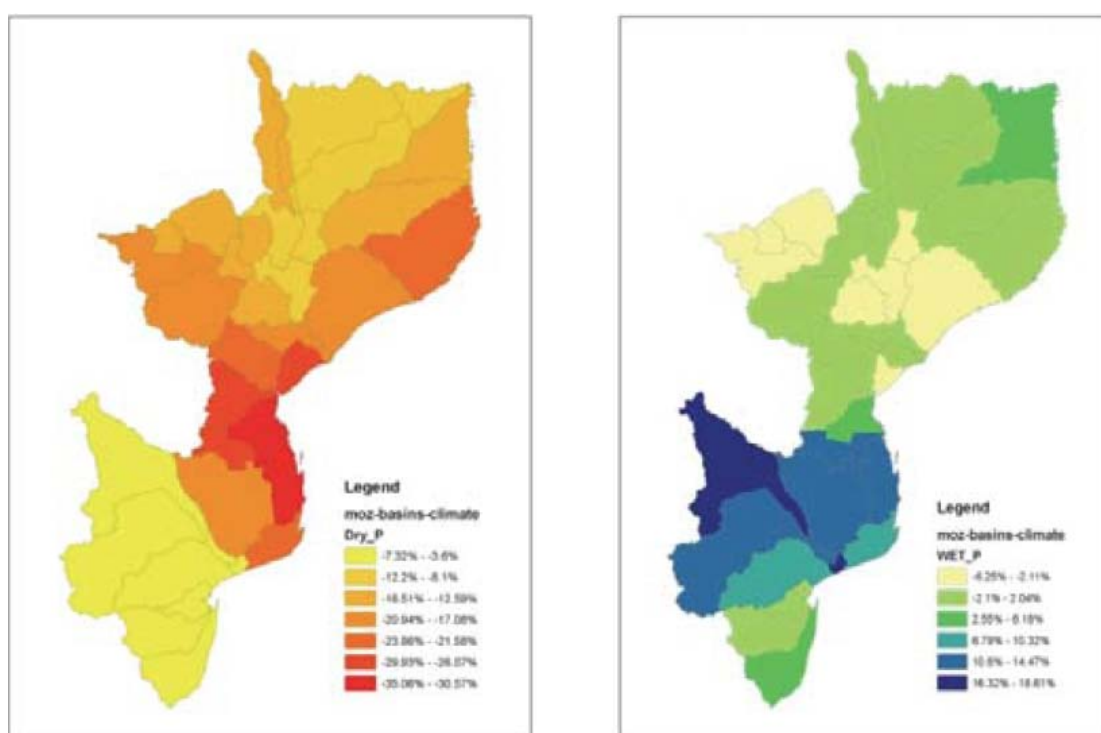 Legend
moz-basins-climate
Dry_P
-7.32% - -3.6%
-12.2% - -8.1%
-16.51% - -12.59%
-20.94% - -17.06%
-23.86% - -21.58%
-29.93% - -26.07%
-35.06% - -30.57%
Legend
moz-basins-climate
WET_P
-4.25% - -2.11%
-2.1% - 2.04%
2.55% - 6.18%
6.79% - 10.32%
10.6% - 14.47%
16.32% - 18.61%